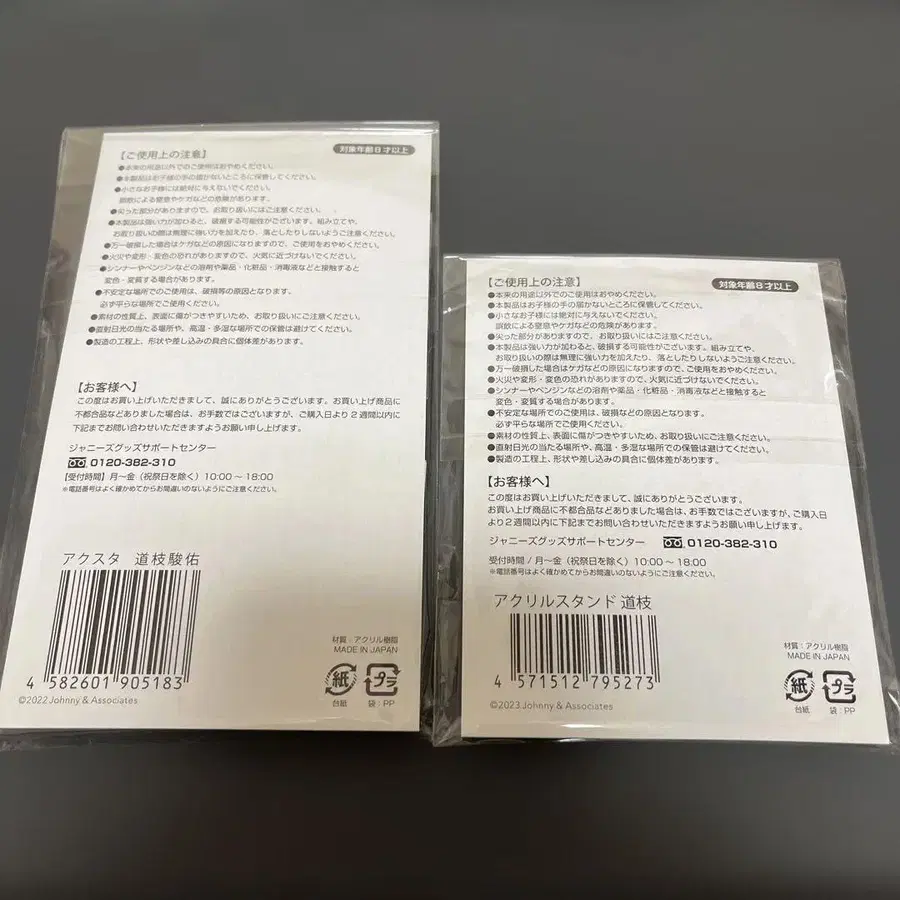 【ご使用上の注意】
対象年齢8才以上
●本来の用途以外でのご使用はおやめください。
●本製品はお子様の手の届かないところに保管してください。
●小さなお子様には絶対に与えないでください。
誤飲による窒息やケガなどの危険があります。
●尖った部分がありますので、お取り扱いにはご注意ください。
●本製品は強い力が加わると、破損する可能性がございます。組み立てや、
お取り扱いの際は無理に強い力を加えたり、落としたりしないようご注意ください。
●万一破損した場合はケガなどの原因になりますので、ご使用をおやめください。
●火災や変形・変色の恐れがありますので、火気に近づけないでください。
●シンナーやベンジンなどの溶剤や薬品・化粧品・消毒液などと接触すると
変色・変質する場合があります。
●不安定な場所でのご使用は、破損等の原因となります。
必ず平らな場所でご使用ください。
●素材の性質上、表面に傷がつきやすいため、お取り扱いにご注意ください。
●直射日光の当たる場所や、高温・多湿な場所での保管は避けてください。
●製造の工程上、形状や差し込みの具合に個体差があります。
【お客様へ】
この度はお買い上げいただきまして、誠にありがとうございます。お買い上げ商品に
不都合品などありました場合は、お手数ではございますが、ご購入日より2週間以内に
下記までお問い合わせいただきますようお願い申し上げます。
ジャニーズグッズサポートセンター
0120-382-310
【受付時間】月～金（祝祭日を除く）10:00～18:00
※電話番号はよく確かめてからお間違いのないようにご注意ください。
アクスタ 道枝駿佑
4 582601 905183
©2022 Johnny & Associates
材質：アクリル樹脂
MADE IN JAPAN
紙 プラ
台紙 袋：PP
【ご使用上の注意】
対象年齢8才以上
●本来の用途以外でのご使用はおやめください。
●本製品はお子様の手の届かないところに保管してください。
●小さなお子様には絶対に与えないでください。
誤飲による窒息やケガなどの危険があります。
●尖った部分がありますので、お取り扱いにはご注意ください。
●本製品は強い力が加わると、破損する可能性がございます。組み立てや、
お取り扱いの際は無理に強い力を加えたり、落としたりしないようご注意ください。
●万一破損した場合はケガなどの原因になりますので、ご使用をおやめください。
●火災や変形・変色の恐れがありますので、火気に近づけないでください。
●シンナーやベンジンなどの溶剤や薬品・化粧品・消毒液などと接触すると
変色・変質する場合があります。
●不安定な場所でのご使用は、破損などの原因となります。
必ず平らな場所でご使用ください。
●素材の性質上、表面に傷がつきやすいため、お取り扱いにご注意ください。
●直射日光の当たる場所や、高温・多湿な場所での保管は避けてください。
●製造の工程上、形状や差し込みの具合に個体差があります。
【お客様へ】
この度はお買い上げいただきまして、誠にありがとうございます。
お買い上げ商品に不都合品などありました場合は、お手数ではございますが、ご購入日
より2週間以内に下記までお問い合わせいただきますようお願い申し上げます。
ジャニーズグッズサポートセンター 0120-382-310
受付時間 / 月～金（祝祭日を除く）10:00～18:00
※電話番号はよく確かめてからお間違いのないようにご注意ください。
アクリルスタンド 道枝
4 571512 795273
©2023 Johnny & Associates
材質：アクリル樹脂
MADE IN JAPAN
紙 プラ
台紙 袋：PP